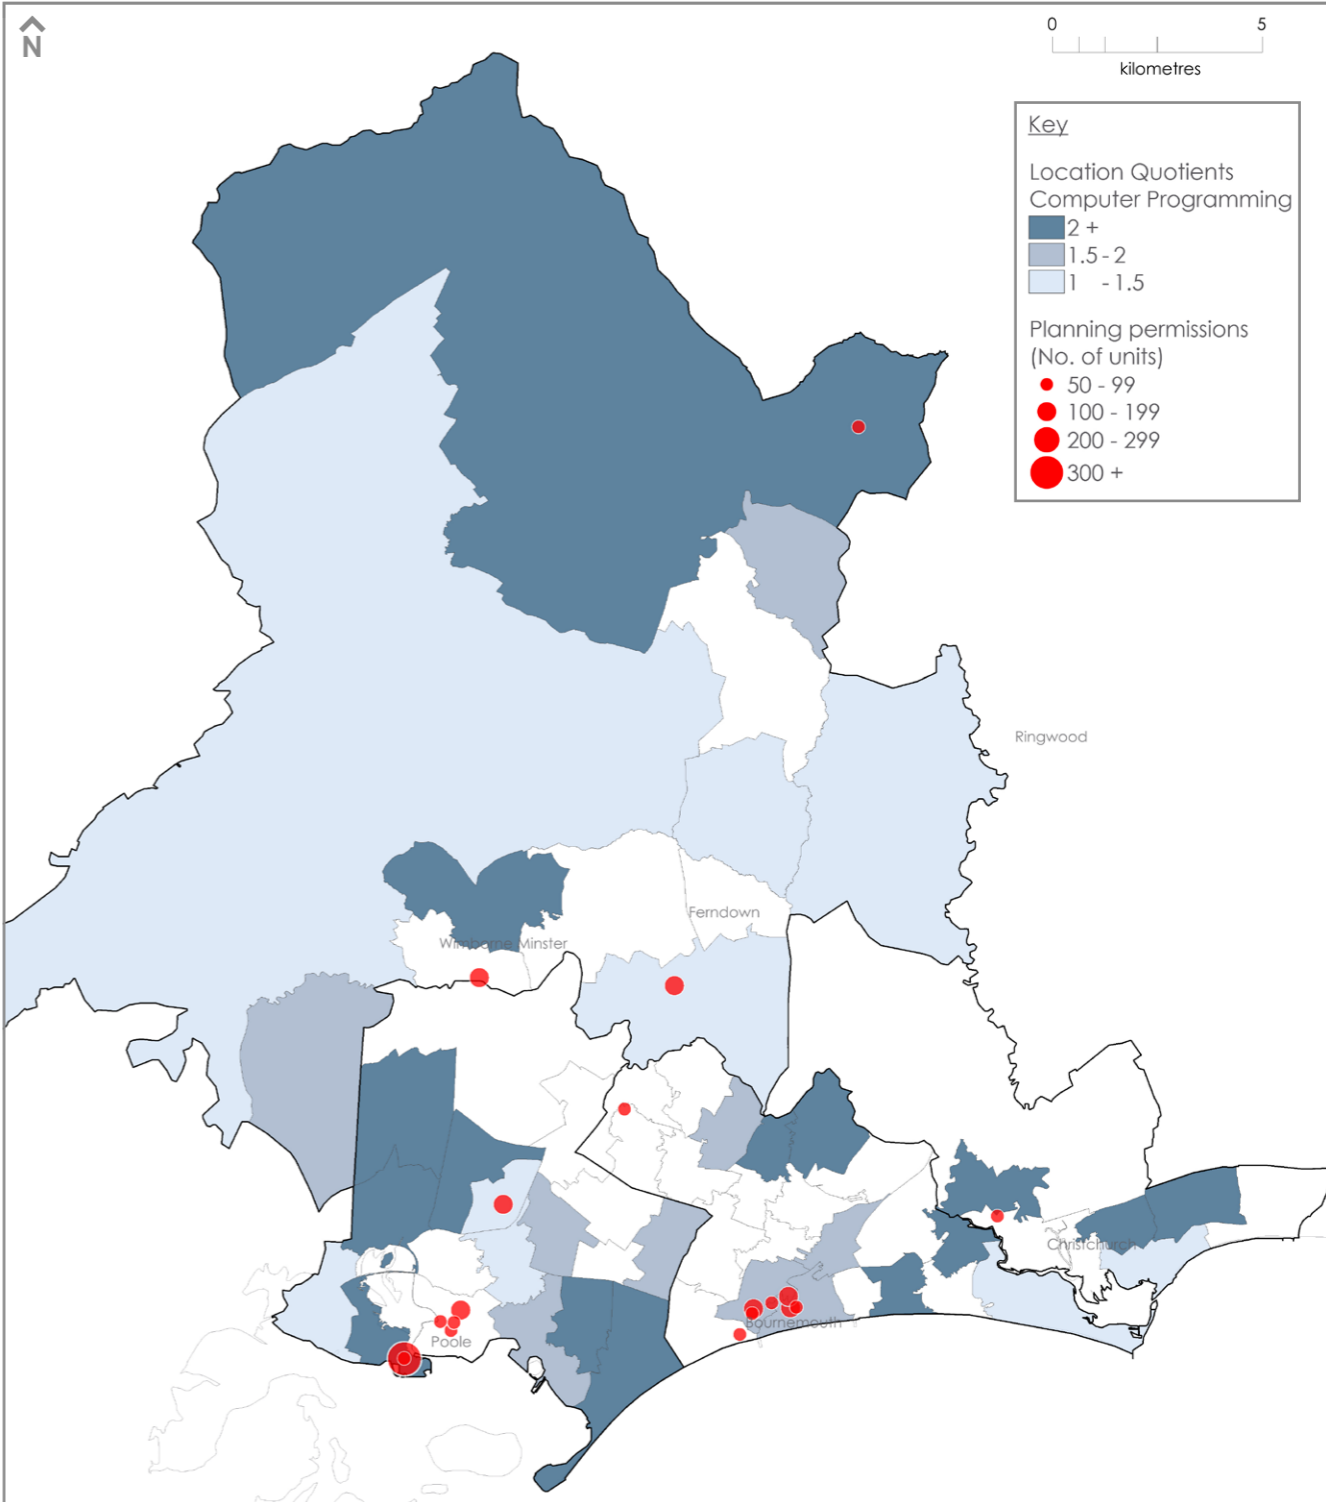 N
0 5
kilometres
Key
Location Quotients
Computer Programming
2 +
1.5 - 2
1 - 1.5
Planning permissions
(No. of units)
50 - 99
100 - 199
200 - 299
300 +
Ringwood
Ferndown
Wimborne Minster
Christchurch
Bournemouth
Poole